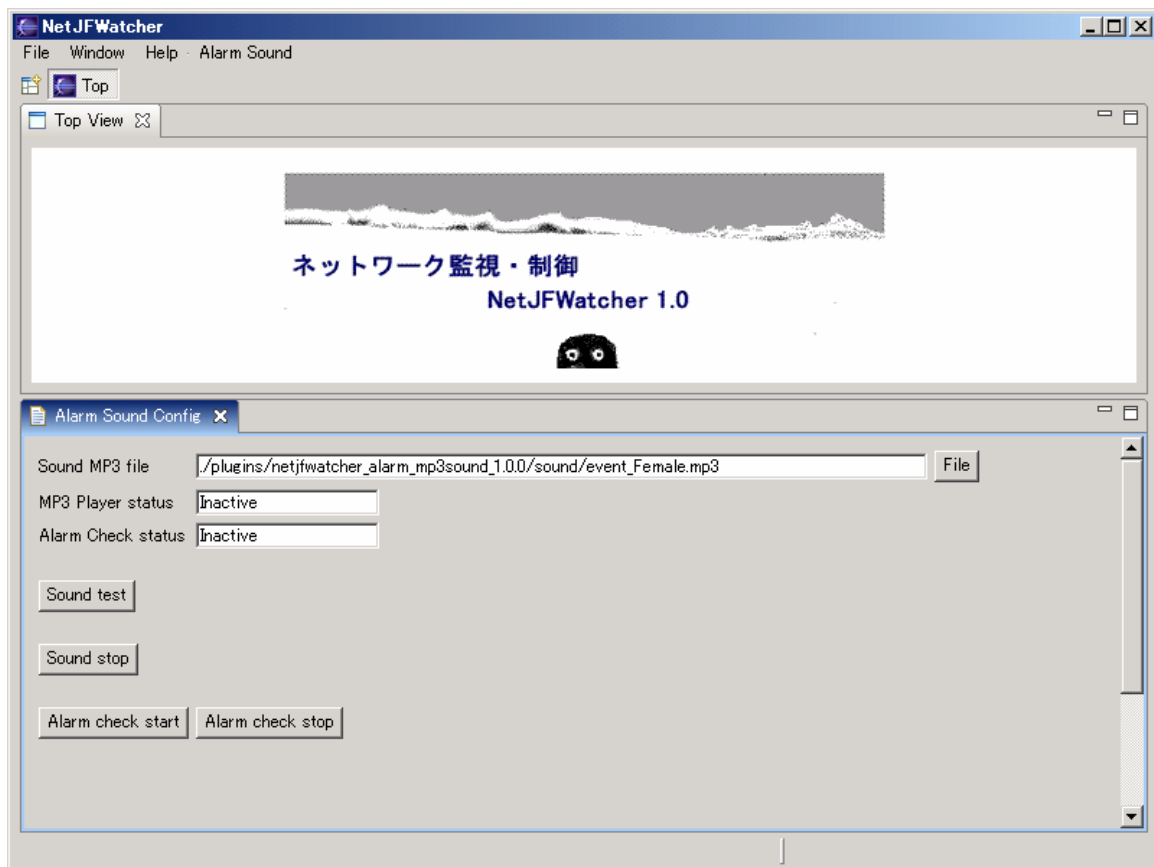 NetJFWatcher
File Window Help Alarm Sound
Top
Top View
ネットワーク監視・制御
NetJFWatcher 1.0
Alarm Sound Config
Sound MP3 file ./plugins/netjfwatcher_alarm_mp3sound_1.0.0/sound/event_Female.mp3 File
MP3 Player status Inactive
Alarm Check status Inactive
Sound test
Sound stop
Alarm check start Alarm check stop